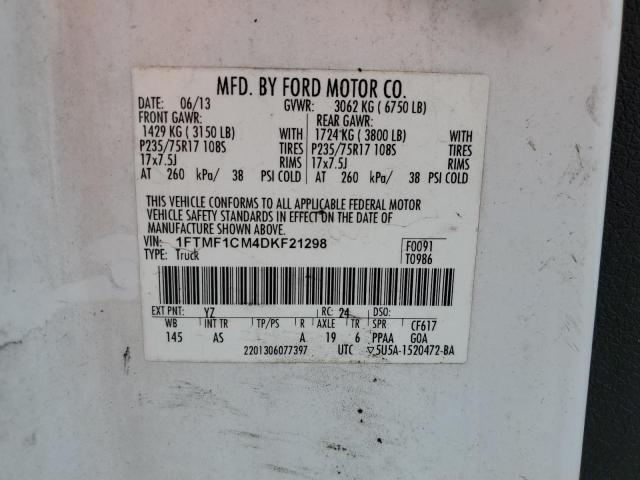 MFD. BY FORD MOTOR CO.
DATE: 06/13 GVWR: 3062 KG ( 6750 LB)
FRONT GAWR: REAR GAWR:
1429 KG ( 3150 LB) WITH 1724 KG ( 3800 LB) WITH
P235/75R17 108S TIRES P235/75R17 108S TIRES
17x7.5J RIMS 17x7.5J RIMS
AT 260 kPa/ 38 PSI COLD AT 260 kPa/ 38 PSI COLD
THIS VEHICLE CONFORMS TO ALL APPLICABLE FEDERAL MOTOR
VEHICLE SAFETY STANDARDS IN EFFECT ON THE DATE OF
MANUFACTURE SHOWN ABOVE.
VIN: 1FTMF1CM4DKF21298 F0091
TYPE: Truck T0986
EXT PNT: YZ RC: 24 DSO:
WB INT TR TP/PS R AXLE TR SPR CF617
145 AS A 19 6 PPAA GOA
2201306077397 UTC ▽5U5A-1520472-BA